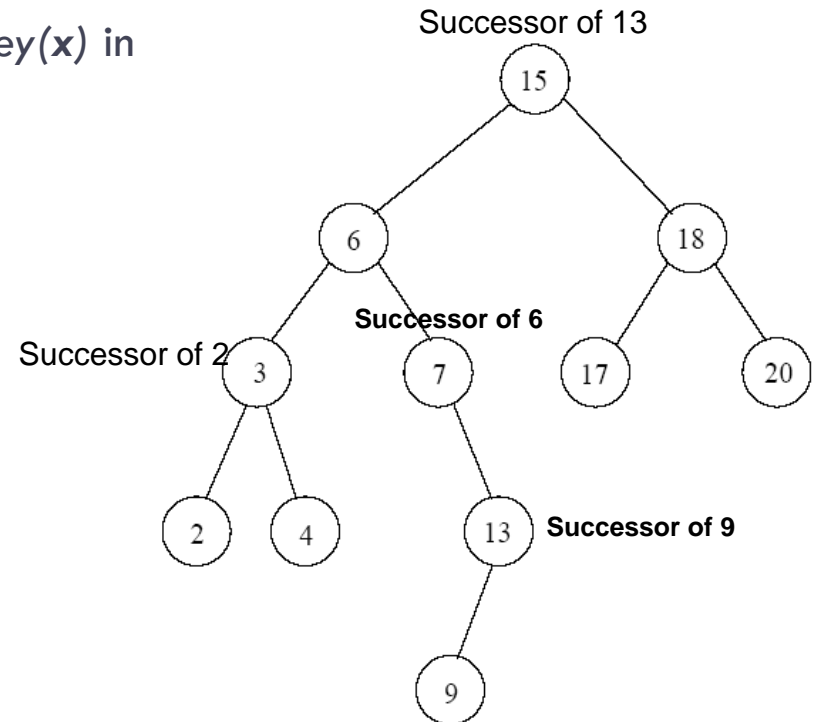 Successor of 13
ey(x) in
15
6
18
Successor of 6
Successor of 2
3
7
17
20
2
4
13
Successor of 9
9